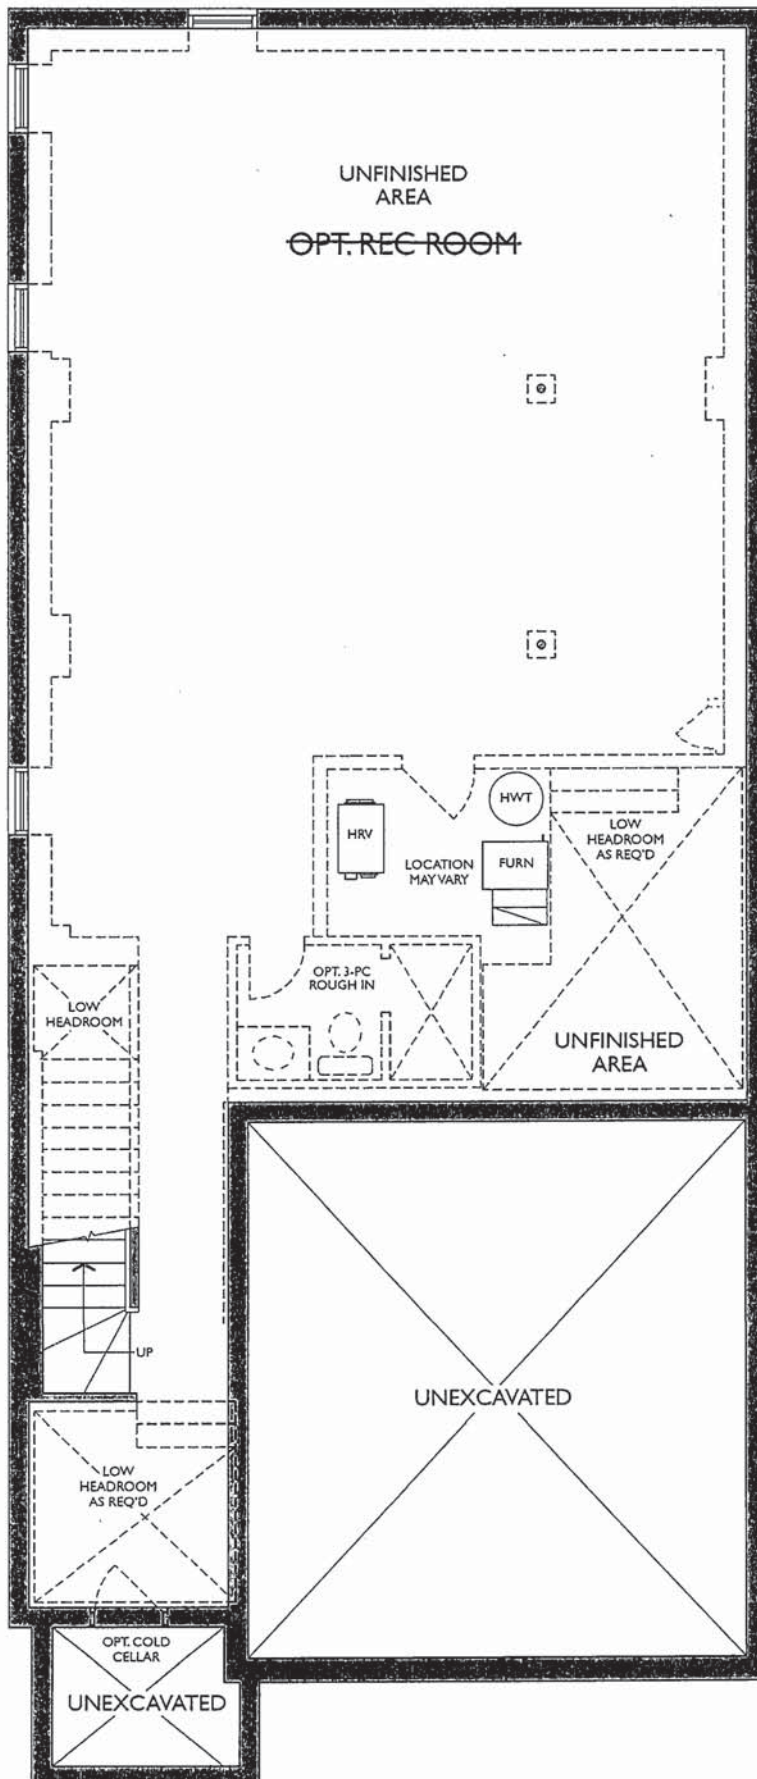 UNFINISHED
AREA
OPT. REC ROOM
HWT
HRV
LOW
HEADROOM
AS REQ'D
LOCATION
MAY VARY
FURN
OPT. 3-PC
ROUGH IN
LOW
HEADROOM
UNFINISHED
AREA
UP
UNEXCAVATED
LOW
HEADROOM
AS REQ'D
OPT. COLD
CELLAR
UNEXCAVATED